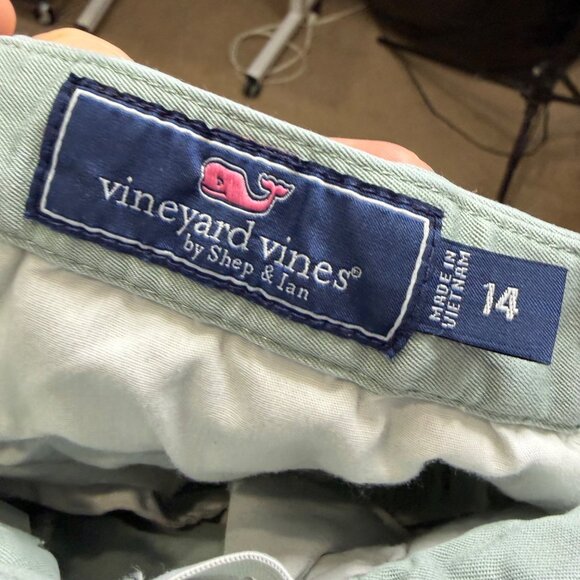 vineyard vines®
by Shep & Ian
MADE IN
VIETNAM
14